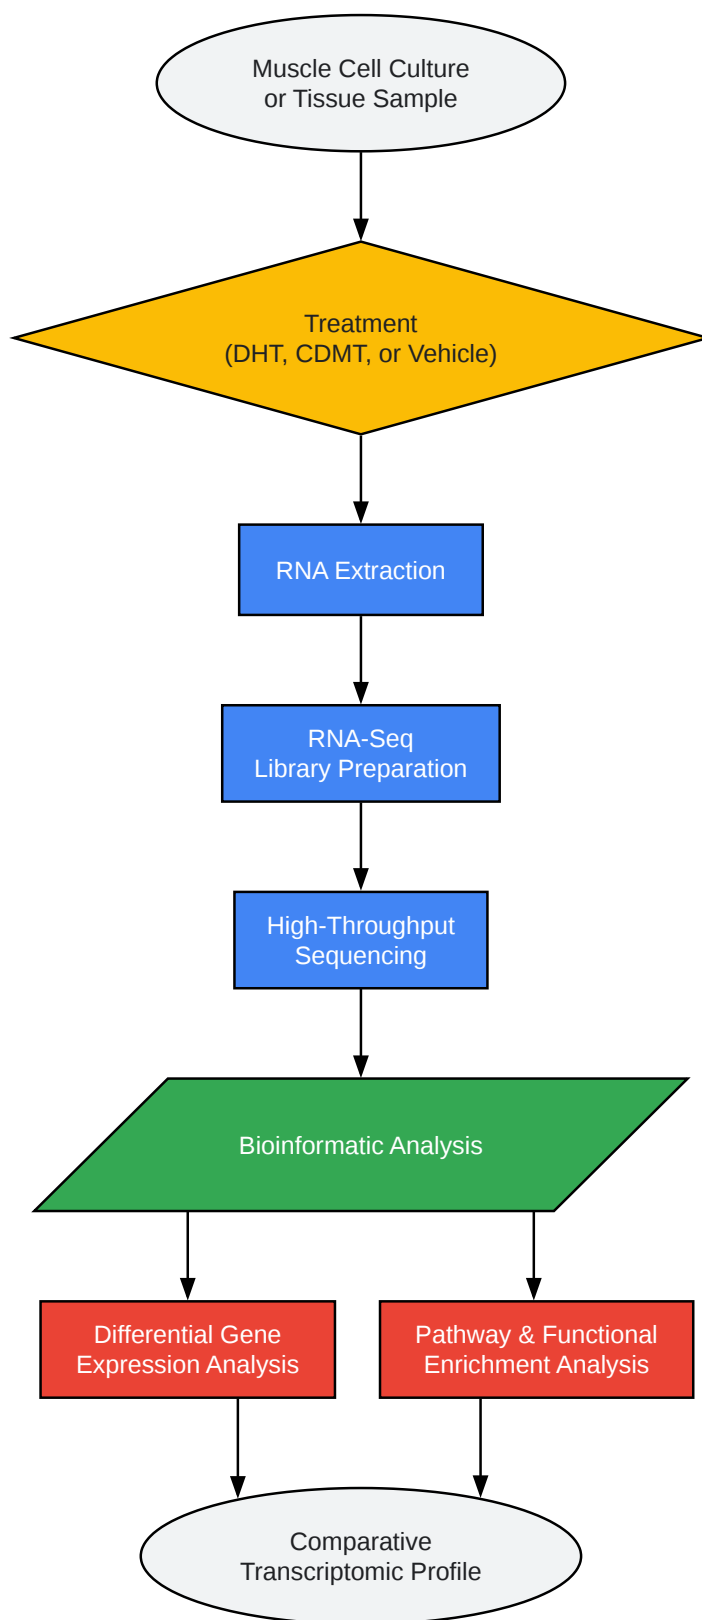 Muscle Cell Culture
or Tissue Sample
Treatment
(DHT, CDMT, or Vehicle)
RNA Extraction
RNA-Seq
Library Preparation
High-Throughput
Sequencing
Bioinformatic Analysis
Differential Gene
Expression Analysis
Pathway & Functional
Enrichment Analysis
Comparative
Transcriptomic Profile